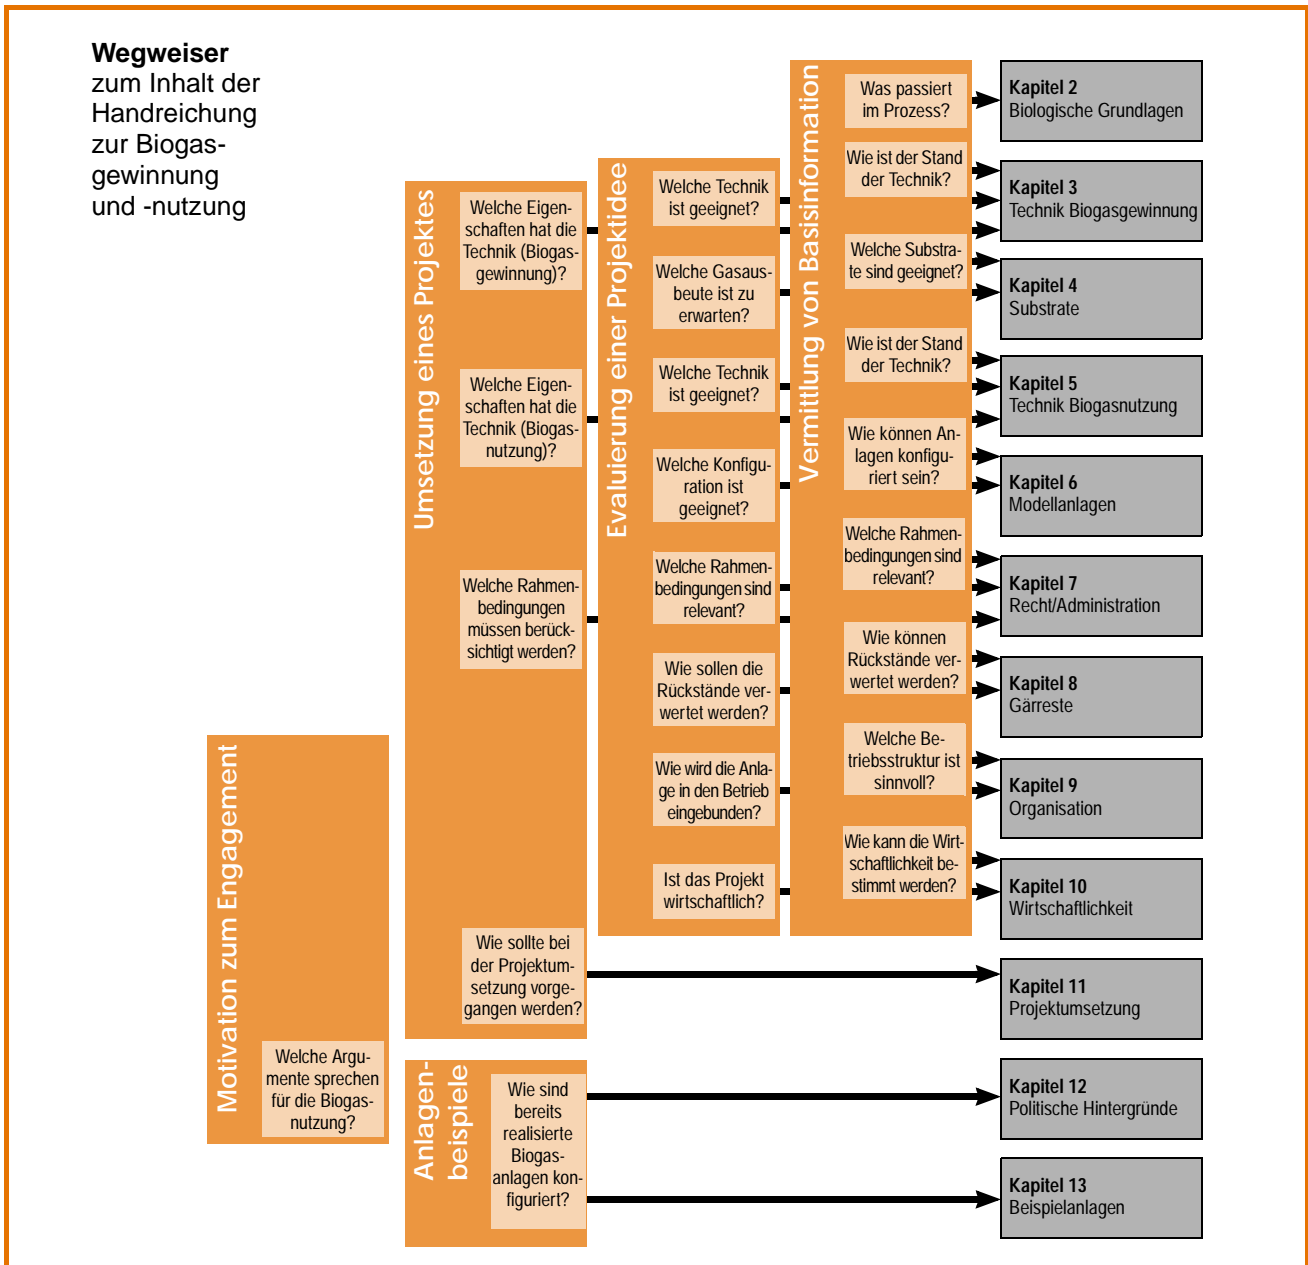 Wegweiser
zum Inhalt der
Handreichung
zur Biogas-
gewinnung
und -nutzung
Motivation zum Engagement
Welche Argu-
mente sprechen
für die Biogas-
nutzung?
Umsetzung eines Projektes
Welche Eigen-
schaften hat die
Technik (Biogas-
gewinnung)?
Welche Eigen-
schaften hat die
Technik (Biogas-
nutzung)?
Welche Rahmen-
bedingungen
müssen berück-
sichtigt werden?
Wie sollte bei
der Projektum-
setzung vorge-
gangen werden?
Anlagen-
beispiele
Wie sind
bereits
realisierte
Biogas-
anlagen kon-
figuriert?
Evaluierung einer Projektidee
Welche Technik
ist geeignet?
Welche Gasaus-
beute ist zu
erwarten?
Welche Technik
ist geeignet?
Welche Konfigu-
ration ist
geeignet?
Welche Rahmen-
bedingungen sind
relevant?
Wie sollen die
Rückstände ver-
wertet werden?
Wie wird die Anla-
ge in den Betrieb
eingebunden?
Ist das Projekt
wirtschaftlich?
Vermittlung von Basisinformation
Was passiert
im Prozess?
Wie ist der Stand
der Technik?
Welche Substra-
te sind geeignet?
Wie ist der Stand
der Technik?
Wie können An-
lagen konfigu-
riert sein?
Welche Rahmen-
bedingungen sind
relevant?
Wie können
Rückstände ver-
wertet werden?
Welche Be-
triebsstruktur ist
sinnvoll?
Wie kann die Wirt-
schaftlichkeit be-
stimmt werden?
Kapitel 2
Biologische Grundlagen
Kapitel 3
Technik Biogasgewinnung
Kapitel 4
Substrate
Kapitel 5
Technik Biogasnutzung
Kapitel 6
Modellanlagen
Kapitel 7
Recht/Administration
Kapitel 8
Gärreste
Kapitel 9
Organisation
Kapitel 10
Wirtschaftlichkeit
Kapitel 11
Projektumsetzung
Kapitel 12
Politische Hintergründe
Kapitel 13
Beispielanlagen